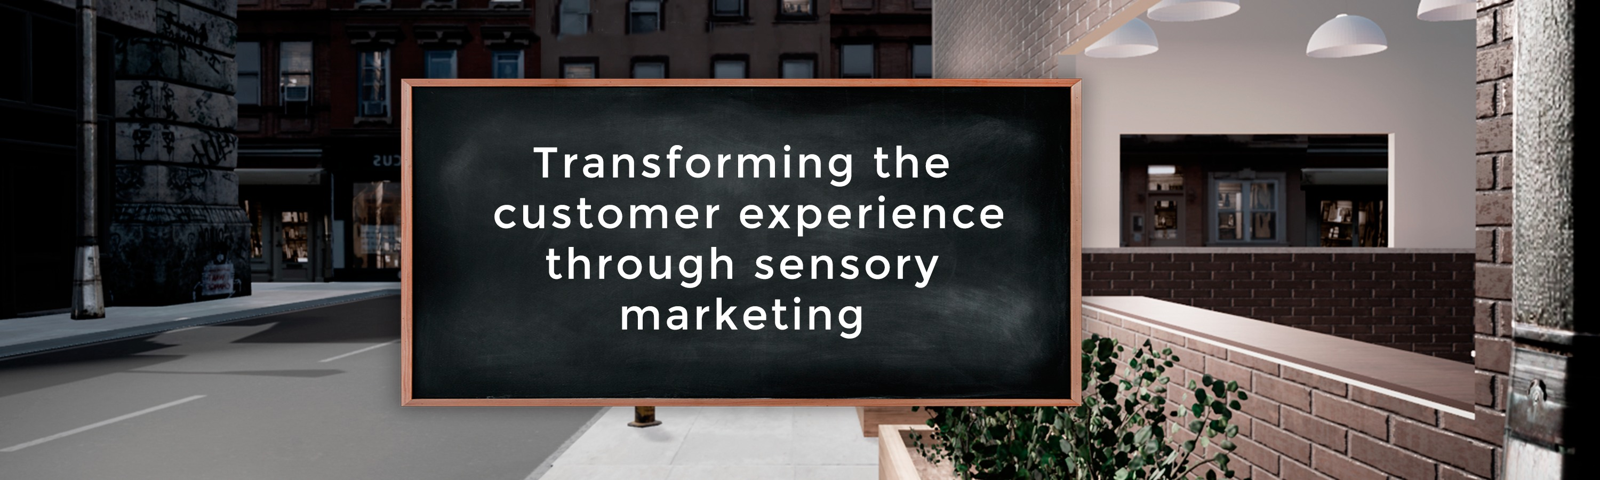 Transforming the
customer experience
through sensory
marketing